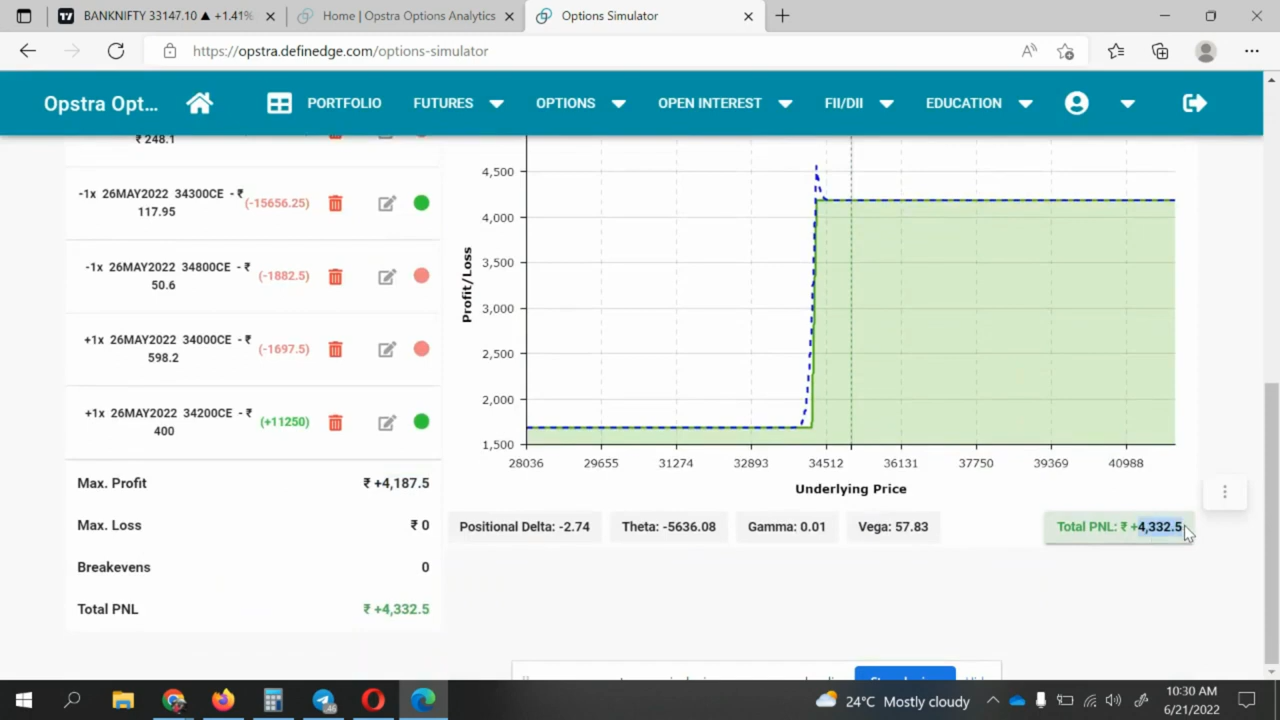 BANKNIFTY 33147.10 ▲ +1.41%
Home | Opstra Options Analytics
Options Simulator
https://opstra.definedge.com/options-simulator
Opstra Opt...
PORTFOLIO
FUTURES
OPTIONS
OPEN INTEREST
FII/DII
EDUCATION
₹ 248.1
-1x 26MAY2022 34300CE - ₹
117.95
(-15656.25)
-1x 26MAY2022 34800CE - ₹
50.6
(-1882.5)
+1x 26MAY2022 34000CE - ₹
598.2
(-1697.5)
+1x 26MAY2022 34200CE - ₹
400
(+11250)
Max. Profit ₹ +4,187.5
Max. Loss ₹ 0
Breakevens 0
Total PNL ₹ +4,332.5
Profit/Loss
4,500
4,000
3,500
3,000
2,500
2,000
1,500
28036 29655 31274 32893 34512 36131 37750 39369 40988
Underlying Price
Positional Delta: -2.74
Theta: -5636.08
Gamma: 0.01
Vega: 57.83
Total PNL: ₹ +4,332.5
24°C Mostly cloudy
10:30 AM
6/21/2022